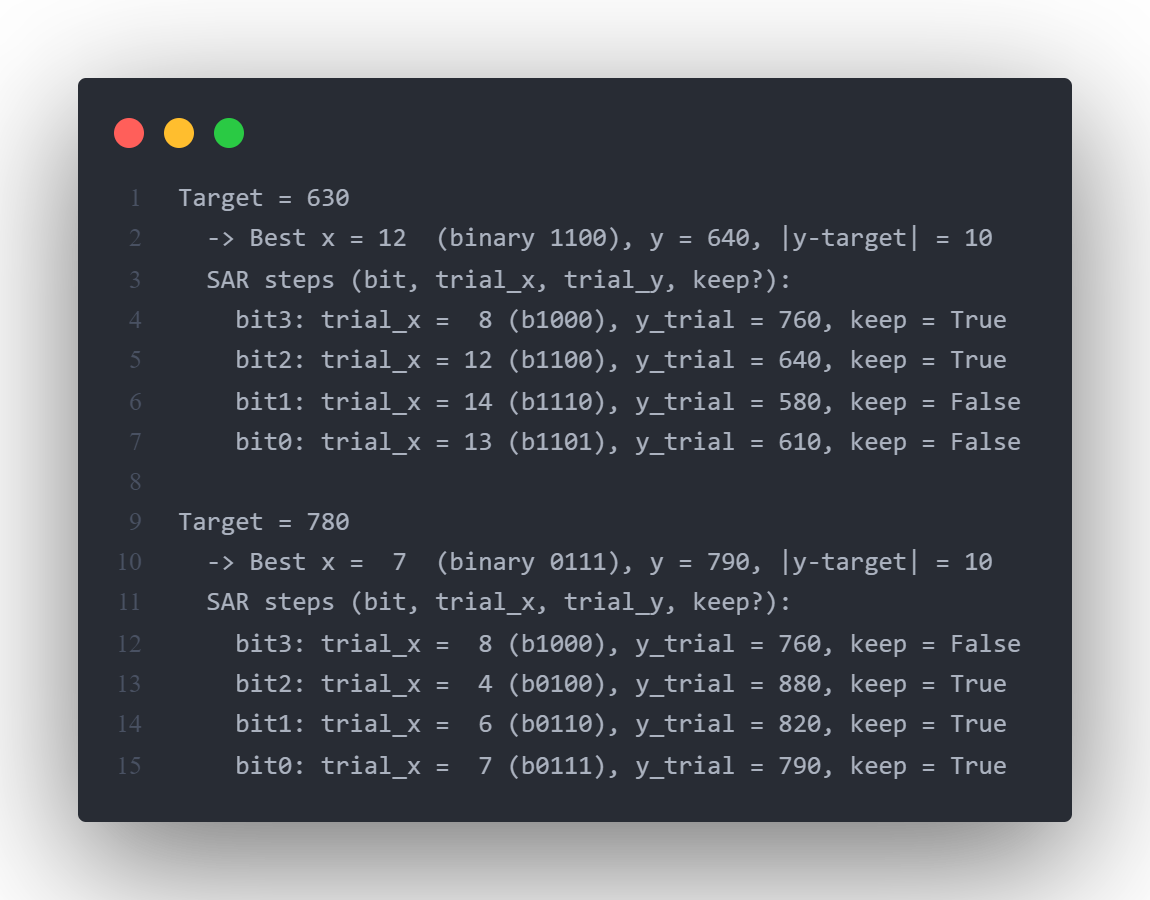 1 Target = 630
2   -> Best x = 12  (binary 1100), y = 640, |y-target| = 10
3   SAR steps (bit, trial_x, trial_y, keep?):
4     bit3: trial_x =  8 (b1000), y_trial = 760, keep = True
5     bit2: trial_x = 12 (b1100), y_trial = 640, keep = True
6     bit1: trial_x = 14 (b1110), y_trial = 580, keep = False
7     bit0: trial_x = 13 (b1101), y_trial = 610, keep = False
8
9 Target = 780
10   -> Best x =  7  (binary 0111), y = 790, |y-target| = 10
11   SAR steps (bit, trial_x, trial_y, keep?):
12     bit3: trial_x =  8 (b1000), y_trial = 760, keep = False
13     bit2: trial_x =  4 (b0100), y_trial = 880, keep = True
14     bit1: trial_x =  6 (b0110), y_trial = 820, keep = True
15     bit0: trial_x =  7 (b0111), y_trial = 790, keep = True